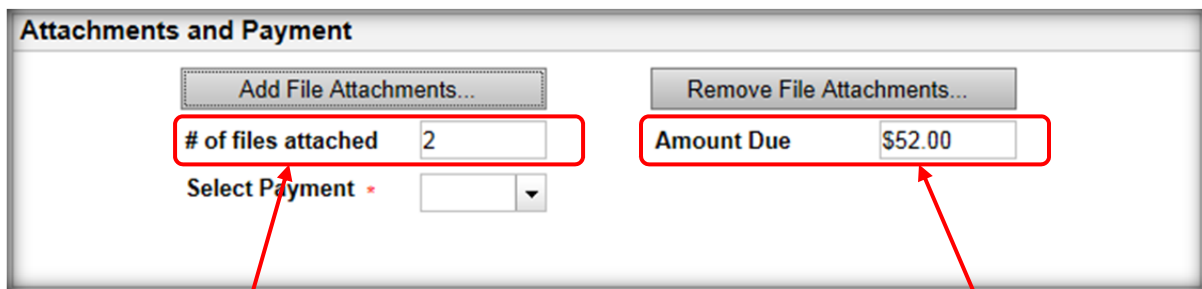 Attachments and Payment
Add File Attachments... Remove File Attachments...
# of files attached 2 Amount Due $52.00
Select Payment *